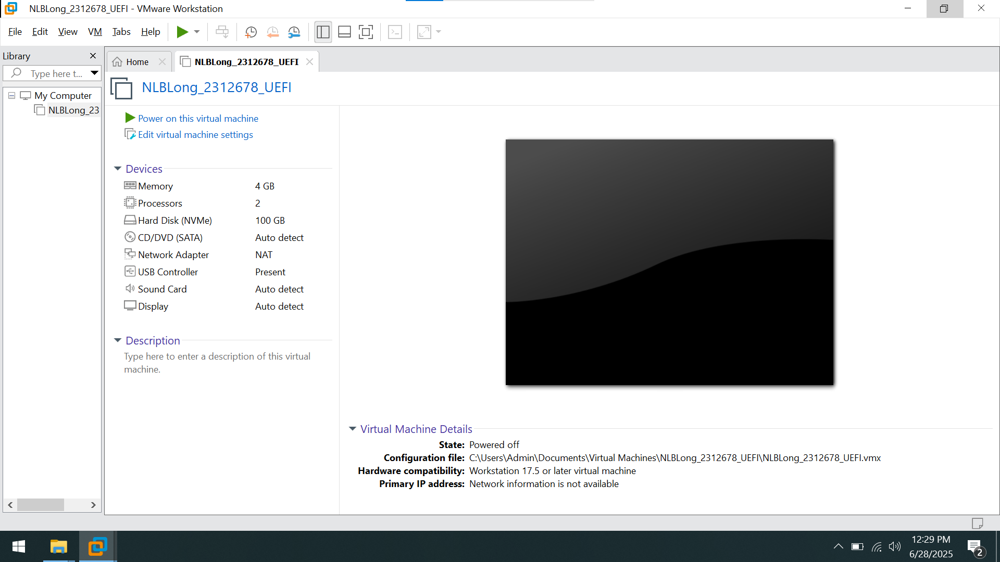 NLBLong_2312678_UEFI - VMware Workstation
File Edit View VM Tabs Help
Library
Type here t...
My Computer
NLBLong_23
Home
NLBLong_2312678_UEFI
NLBLong_2312678_UEFI
Power on this virtual machine
Edit virtual machine settings
Devices
Memory 4 GB
Processors 2
Hard Disk (NVMe) 100 GB
CD/DVD (SATA) Auto detect
Network Adapter NAT
USB Controller Present
Sound Card Auto detect
Display Auto detect
Description
Type here to enter a description of this virtual
machine.
Virtual Machine Details
State: Powered off
Configuration file: C:\Users\Admin\Documents\Virtual Machines\NLBLong_2312678_UEFI\NLBLong_2312678_UEFI.vmx
Hardware compatibility: Workstation 17.5 or later virtual machine
Primary IP address: Network information is not available
12:29 PM
6/28/2025
2